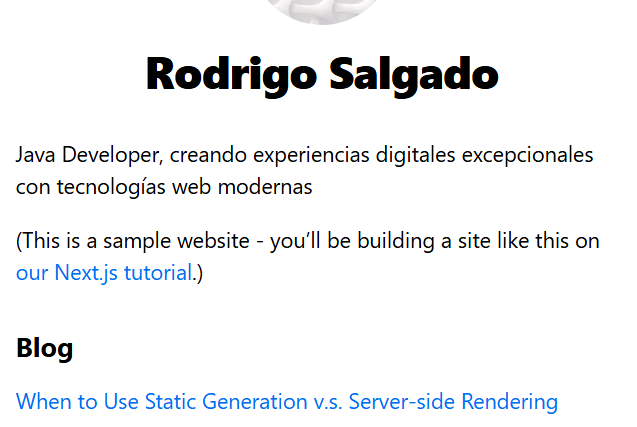 Rodrigo Salgado
Java Developer, creando experiencias digitales excepcionales
con tecnologías web modernas
(This is a sample website - you’ll be building a site like this on
our Next.js tutorial.)
Blog
When to Use Static Generation v.s. Server-side Rendering